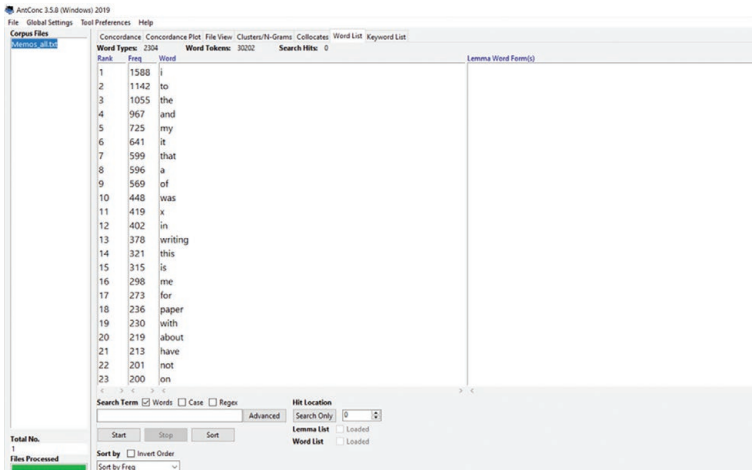 AntConc 3.5.8 (Windows) 2019
File Global Settings Tool Preferences Help
Corpus Files
Memos_all.txt
Concordance Concordance Plot File View Clusters/N-Grams Collocates Word List Keyword List
Word Types: 2304 Word Tokens: 30202 Search Hits: 0
Rank Freq Word Lemma Word Form(s)
1 1588 i
2 1142 to
3 1055 the
4 967 and
5 725 my
6 641 it
7 599 that
8 596 a
9 569 of
10 448 was
11 419 x
12 402 in
13 378 writing
14 321 this
15 315 is
16 298 me
17 273 for
18 236 paper
19 230 with
20 219 about
21 213 have
22 201 not
23 200 on
Search Term Words Case Regex Hit Location
Advanced Search Only 0
Start Stop Sort Lemma List Loaded
Word List Loaded
Total No.
1
Files Processed
Sort by Invert Order
Sort by Freq